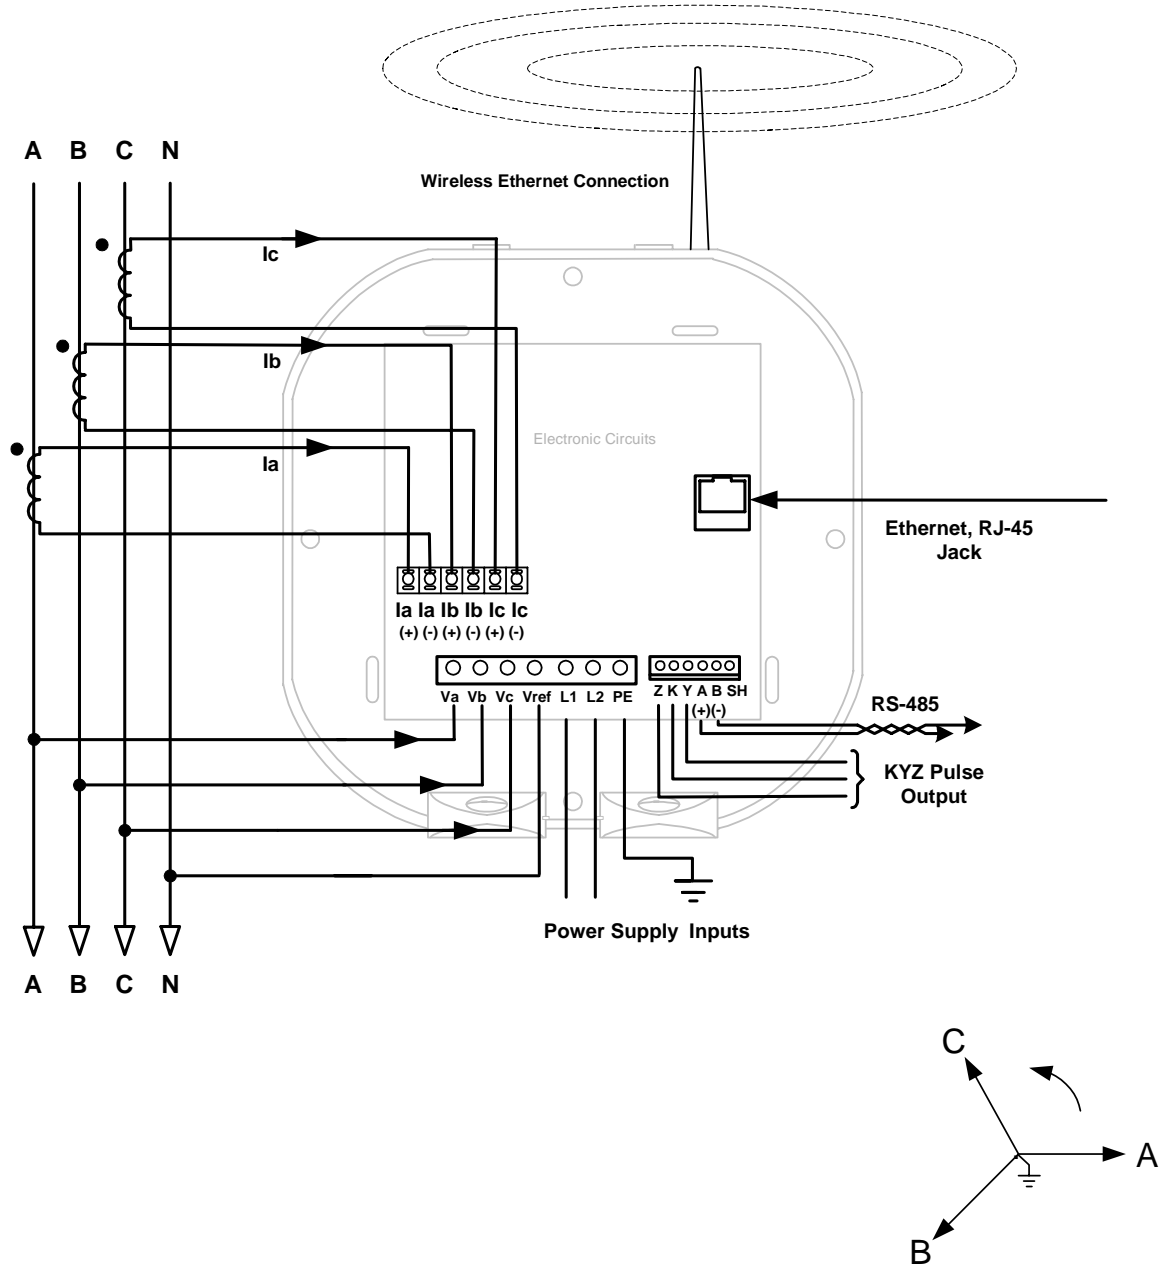 A B C N
Wireless Ethernet Connection
Ic
Ib
Electronic Circuits
Ia
Ethernet, RJ-45
Jack
Ia Ia Ib Ib Ic Ic
(+) (-) (+) (-) (+) (-)
Va Vb Vc Vref L1 L2 PE
Z K Y A B SH
(+)(-)
RS-485
KYZ Pulse
Output
Power Supply Inputs
A B C N
C
A
B